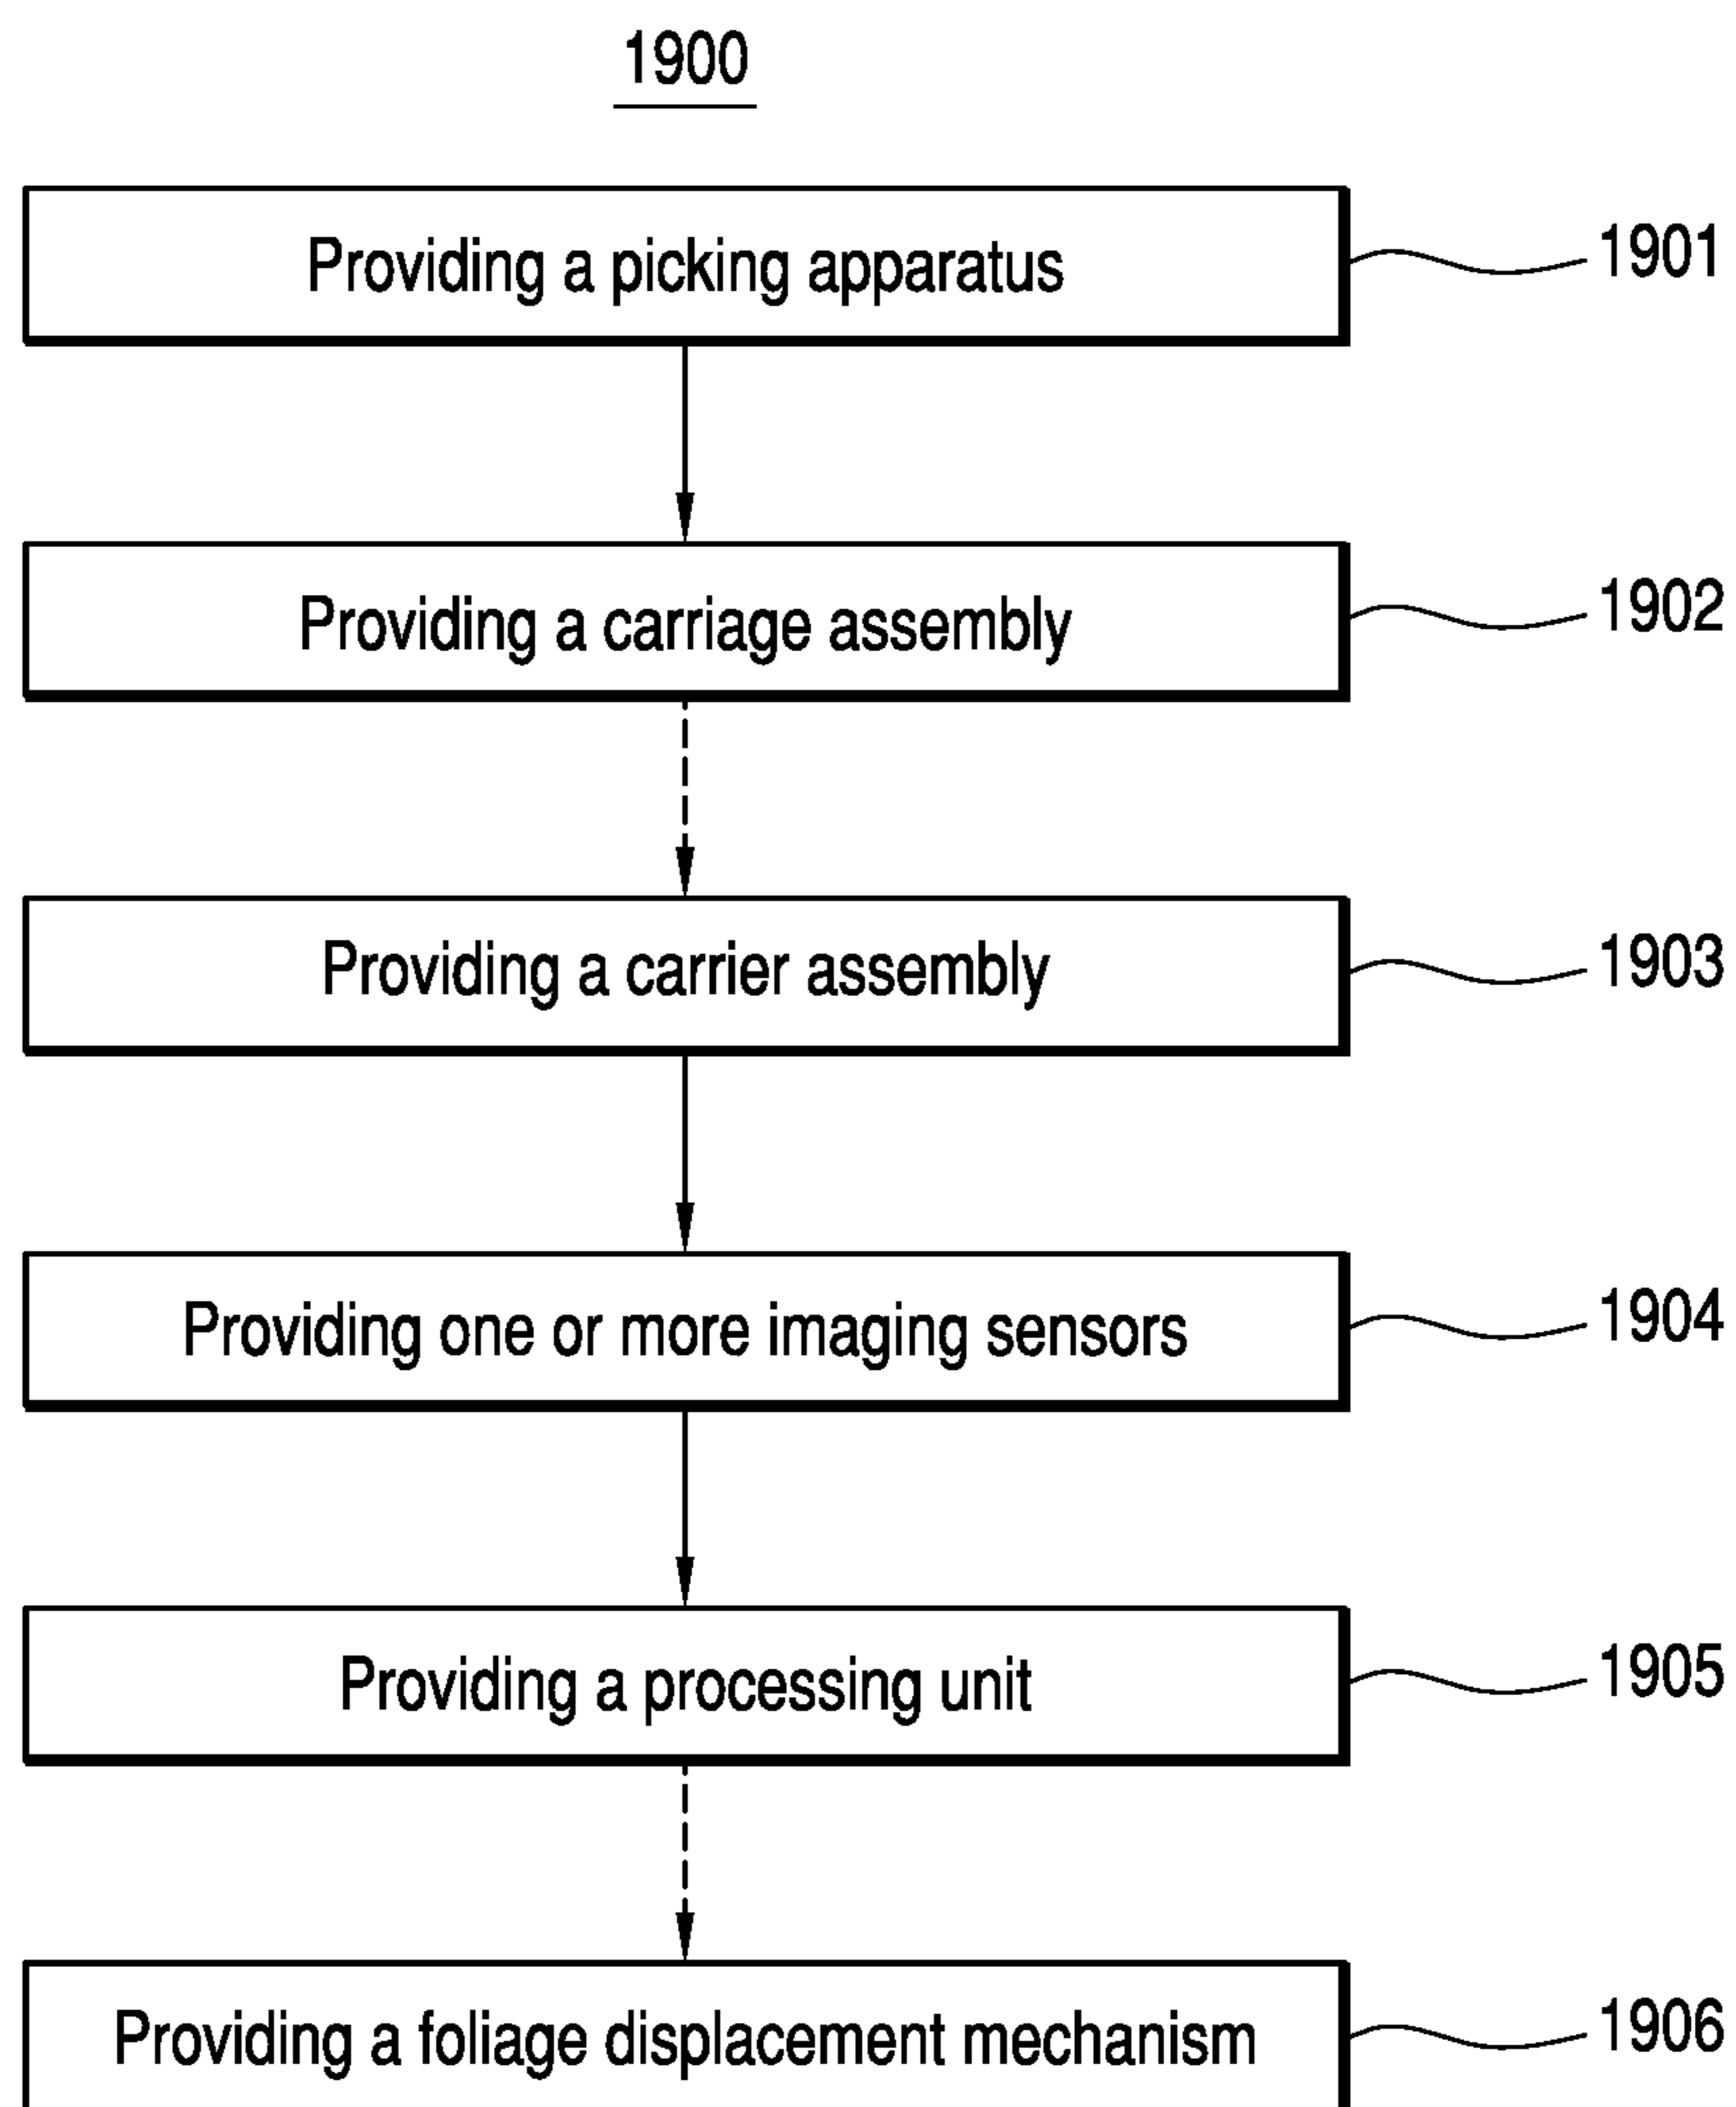 1900
Providing a picking apparatus 1901
Providing a carriage assembly 1902
Providing a carrier assembly 1903
Providing one or more imaging sensors 1904
Providing a processing unit 1905
Providing a foliage displacement mechanism 1906